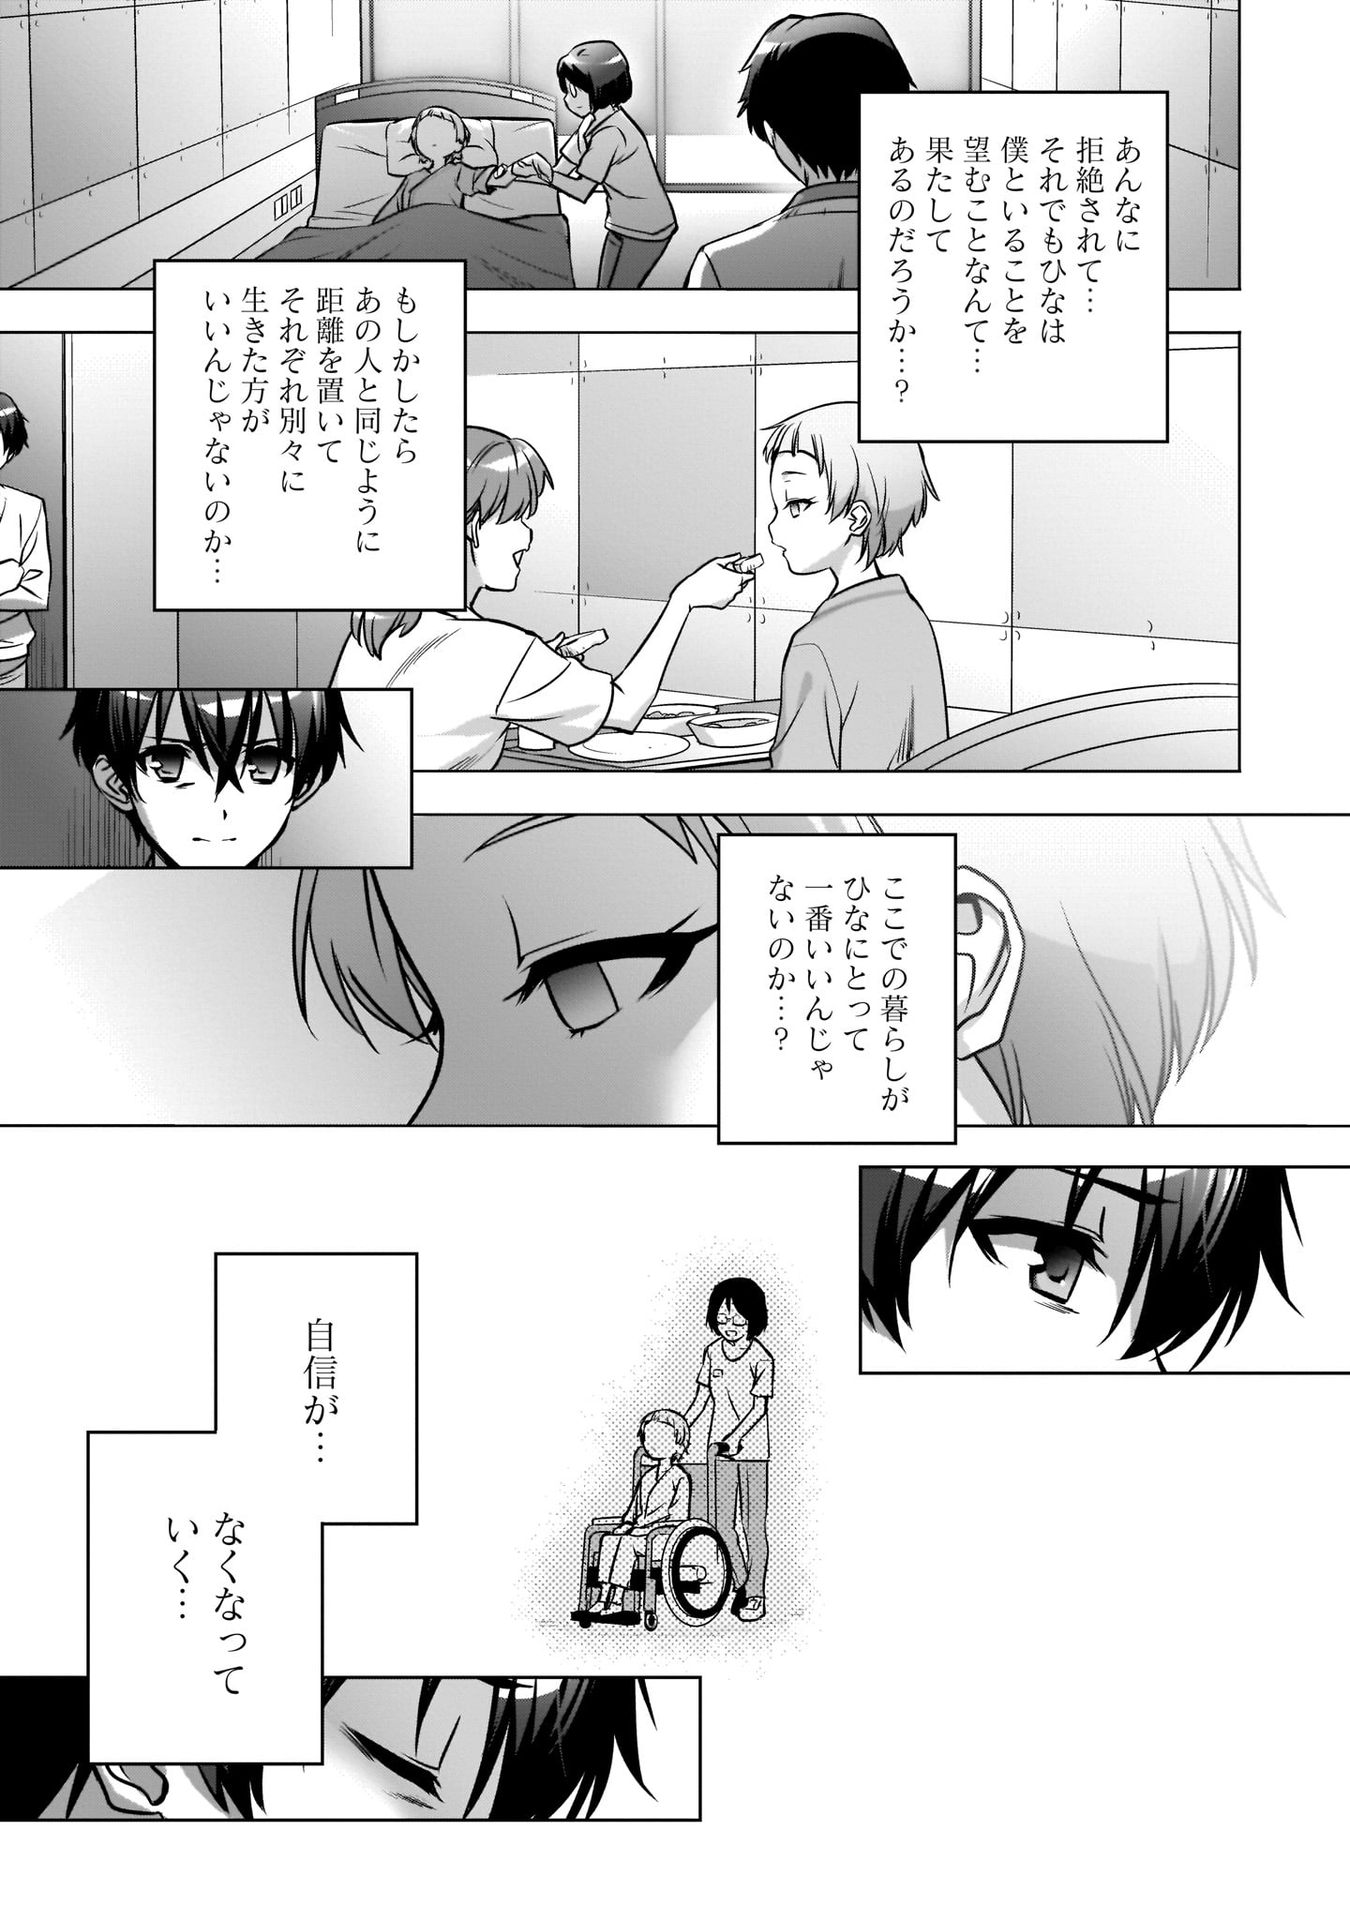 あんなに
拒絶されて…
それでもひなは
僕といることを
望むことなんて…
果たして
あるのだろうか…？
もしかしたら
あの人と同じように
距離を置いて
それぞれ別々に
生きた方が
いいんじゃないのか…
ここでの暮らしが
ひなにとって
一番いいんじゃ
ないのか…？
自信が…
なくなって
いく…